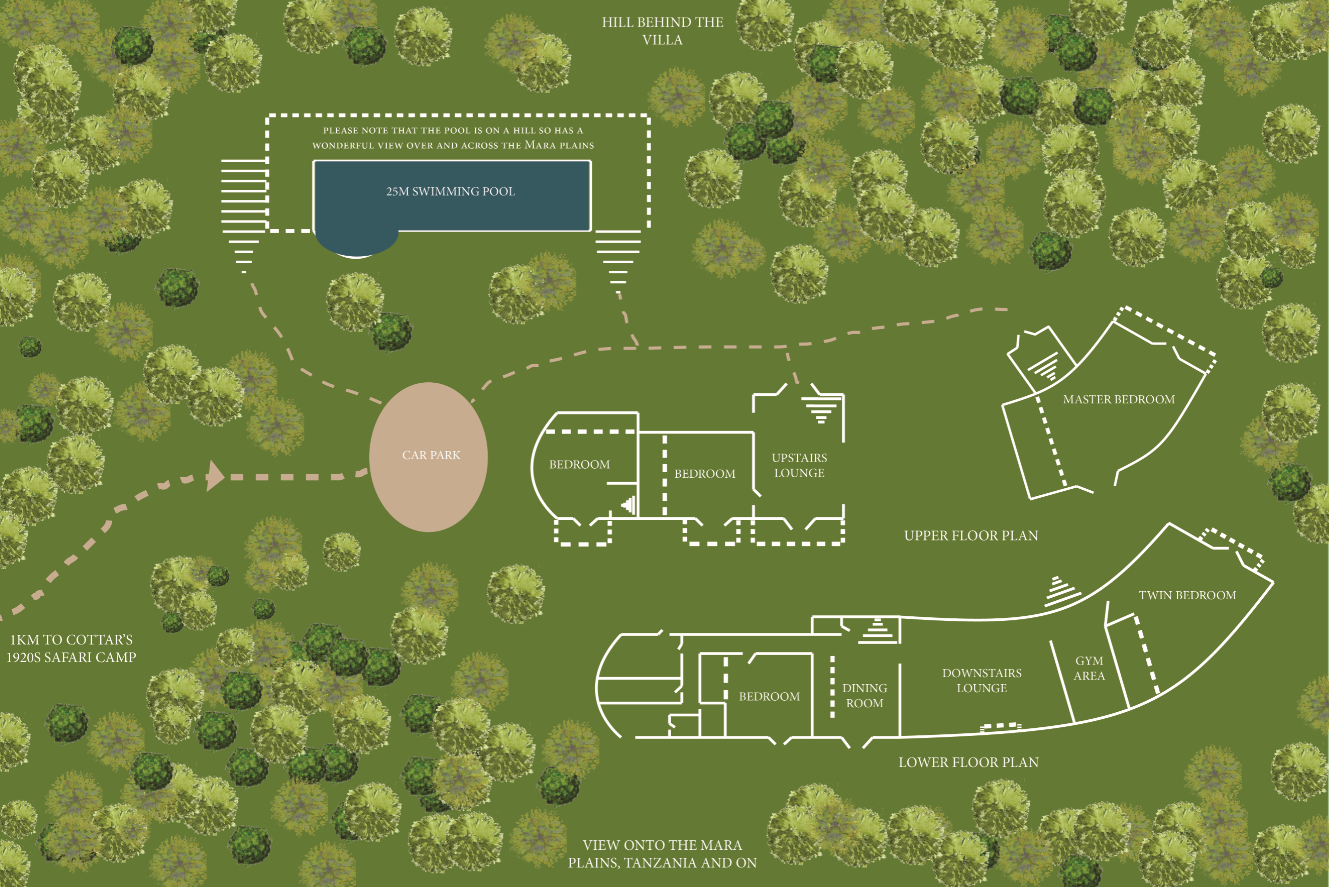 HILL BEHIND THE
VILLA
PLEASE NOTE THAT THE POOL IS ON A HILL SO HAS A
WONDERFUL VIEW OVER AND ACROSS THE MARA PLAINS
25M SWIMMING POOL
MASTER BEDROOM
CAR PARK
BEDROOM
BEDROOM
UPSTAIRS
LOUNGE
UPPER FLOOR PLAN
TWIN BEDROOM
1KM TO COTTAR'S
1920S SAFARI CAMP
BEDROOM
DINING
ROOM
DOWNSTAIRS
LOUNGE
GYM
AREA
LOWER FLOOR PLAN
VIEW ONTO THE MARA
PLAINS, TANZANIA AND ON